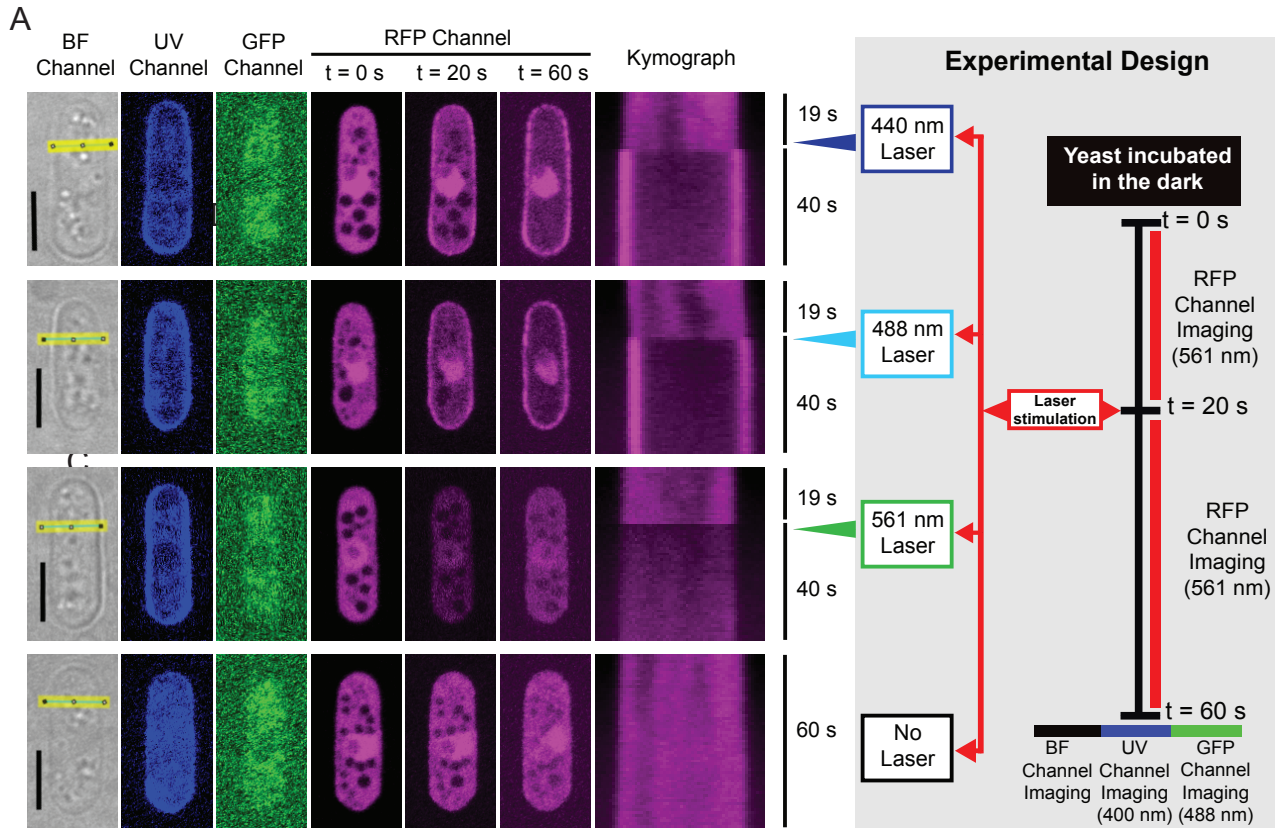 A
BF
Channel
UV
Channel
GFP
Channel
RFP Channel
t = 0 s
t = 20 s
t = 60 s
Kymograph
19 s
40 s
19 s
40 s
19 s
40 s
60 s
Experimental Design
440 nm
Laser
488 nm
Laser
561 nm
Laser
No
Laser
Laser
stimulation
Yeast incubated
in the dark
t = 0 s
RFP
Channel
Imaging
(561 nm)
t = 20 s
RFP
Channel
Imaging
(561 nm)
t = 60 s
BF
Channel
Imaging
UV
Channel
Imaging
(400 nm)
GFP
Channel
Imaging
(488 nm)